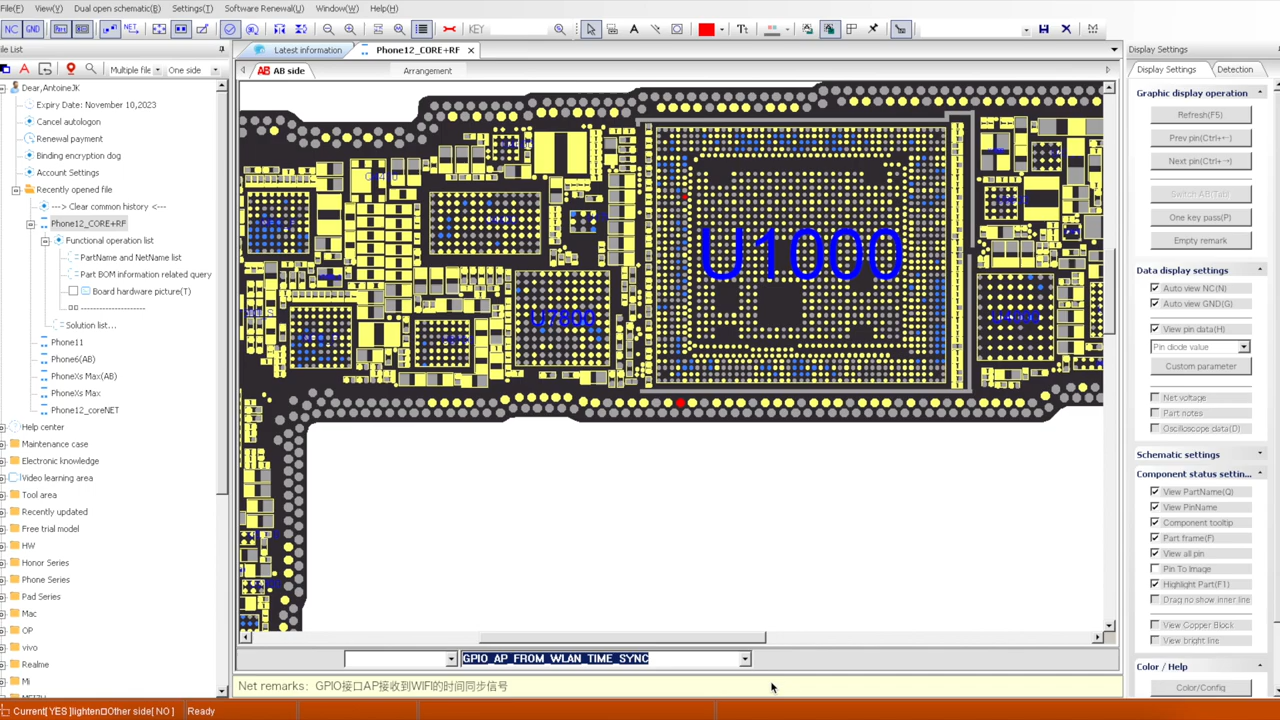 File(F) View(V) Dual open schematic(B) Settings(T) Software Renewal(U) Window(W) Help(H)
NC GND NET KEY
Latest information Phone12_CORE+RF
File List
Multiple file One side
AB side Arrangement
Dear,AntoineJK
Expiry Date: November 10,2023
Cancel autologon
Renewal payment
Binding encryption dog
Account Settings
Recently opened file
---> Clear common history <---
Phone12_CORE+RF
Functional operation list
PartName and NetName list
Part BOM information related query
Board hardware picture(T)
Solution list...
Phone11
Phone6(AB)
PhoneXs Max(AB)
PhoneXs Max
Phone12_coreNET
Help center
Maintenance case
Electronic knowledge
Video learning area
Tool area
Recently updated
Free trial model
HW
Honor Series
Phone Series
Pad Series
Mac
OP
vivo
Realme
Mi
U1000
U7800
GPIO_AP_FROM_WLAN_TIME_SYNC
Net remarks: GPIO接口AP接收到WIFI的时间同步信号
Display Settings
Display Settings Detection
Graphic display operation
Refresh(F5)
Prev pin(Ctrl+←)
Next pin(Ctrl+→)
Switch AB'Tab(
One key pass(P)
Empty remark
Data display settings
Auto view NC(N)
Auto view GND(G)
View pin data(H)
Pin diode value
Custom parameter
Net voltage
Part notes
Oscilloscope data(D)
Schematic settings
Component status settin...
View PartName(Q)
View PinName
Component tooltip
Part frame(F)
View all pin
Pin To Image
Highlight Part(F1)
Drag no show inner line
View Copper Block
View bright line
Color / Help
Color/Config
Current[ YES ]lighten□Other side[ NO ] Ready